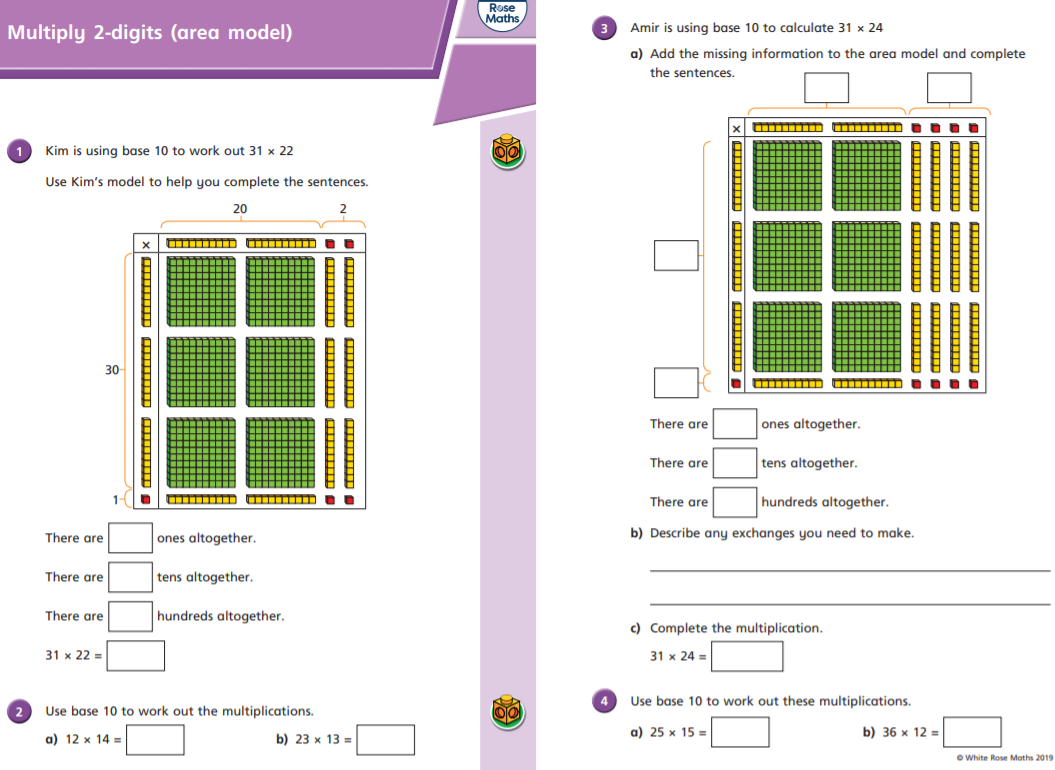 Multiply 2-digits (area model)
Rose
Maths
1 Kim is using base 10 to work out 31 × 22
Use Kim's model to help you complete the sentences.
20 2
×
30
1
There are ones altogether.
There are tens altogether.
There are hundreds altogether.
31 × 22 =
2 Use base 10 to work out the multiplications.
a) 12 × 14 = b) 23 × 13 =
3 Amir is using base 10 to calculate 31 × 24
a) Add the missing information to the area model and complete
the sentences.
×
There are ones altogether.
There are tens altogether.
There are hundreds altogether.
b) Describe any exchanges you need to make.
c) Complete the multiplication.
31 × 24 =
4 Use base 10 to work out these multiplications.
a) 25 × 15 = b) 36 × 12 =
© White Rose Maths 2019